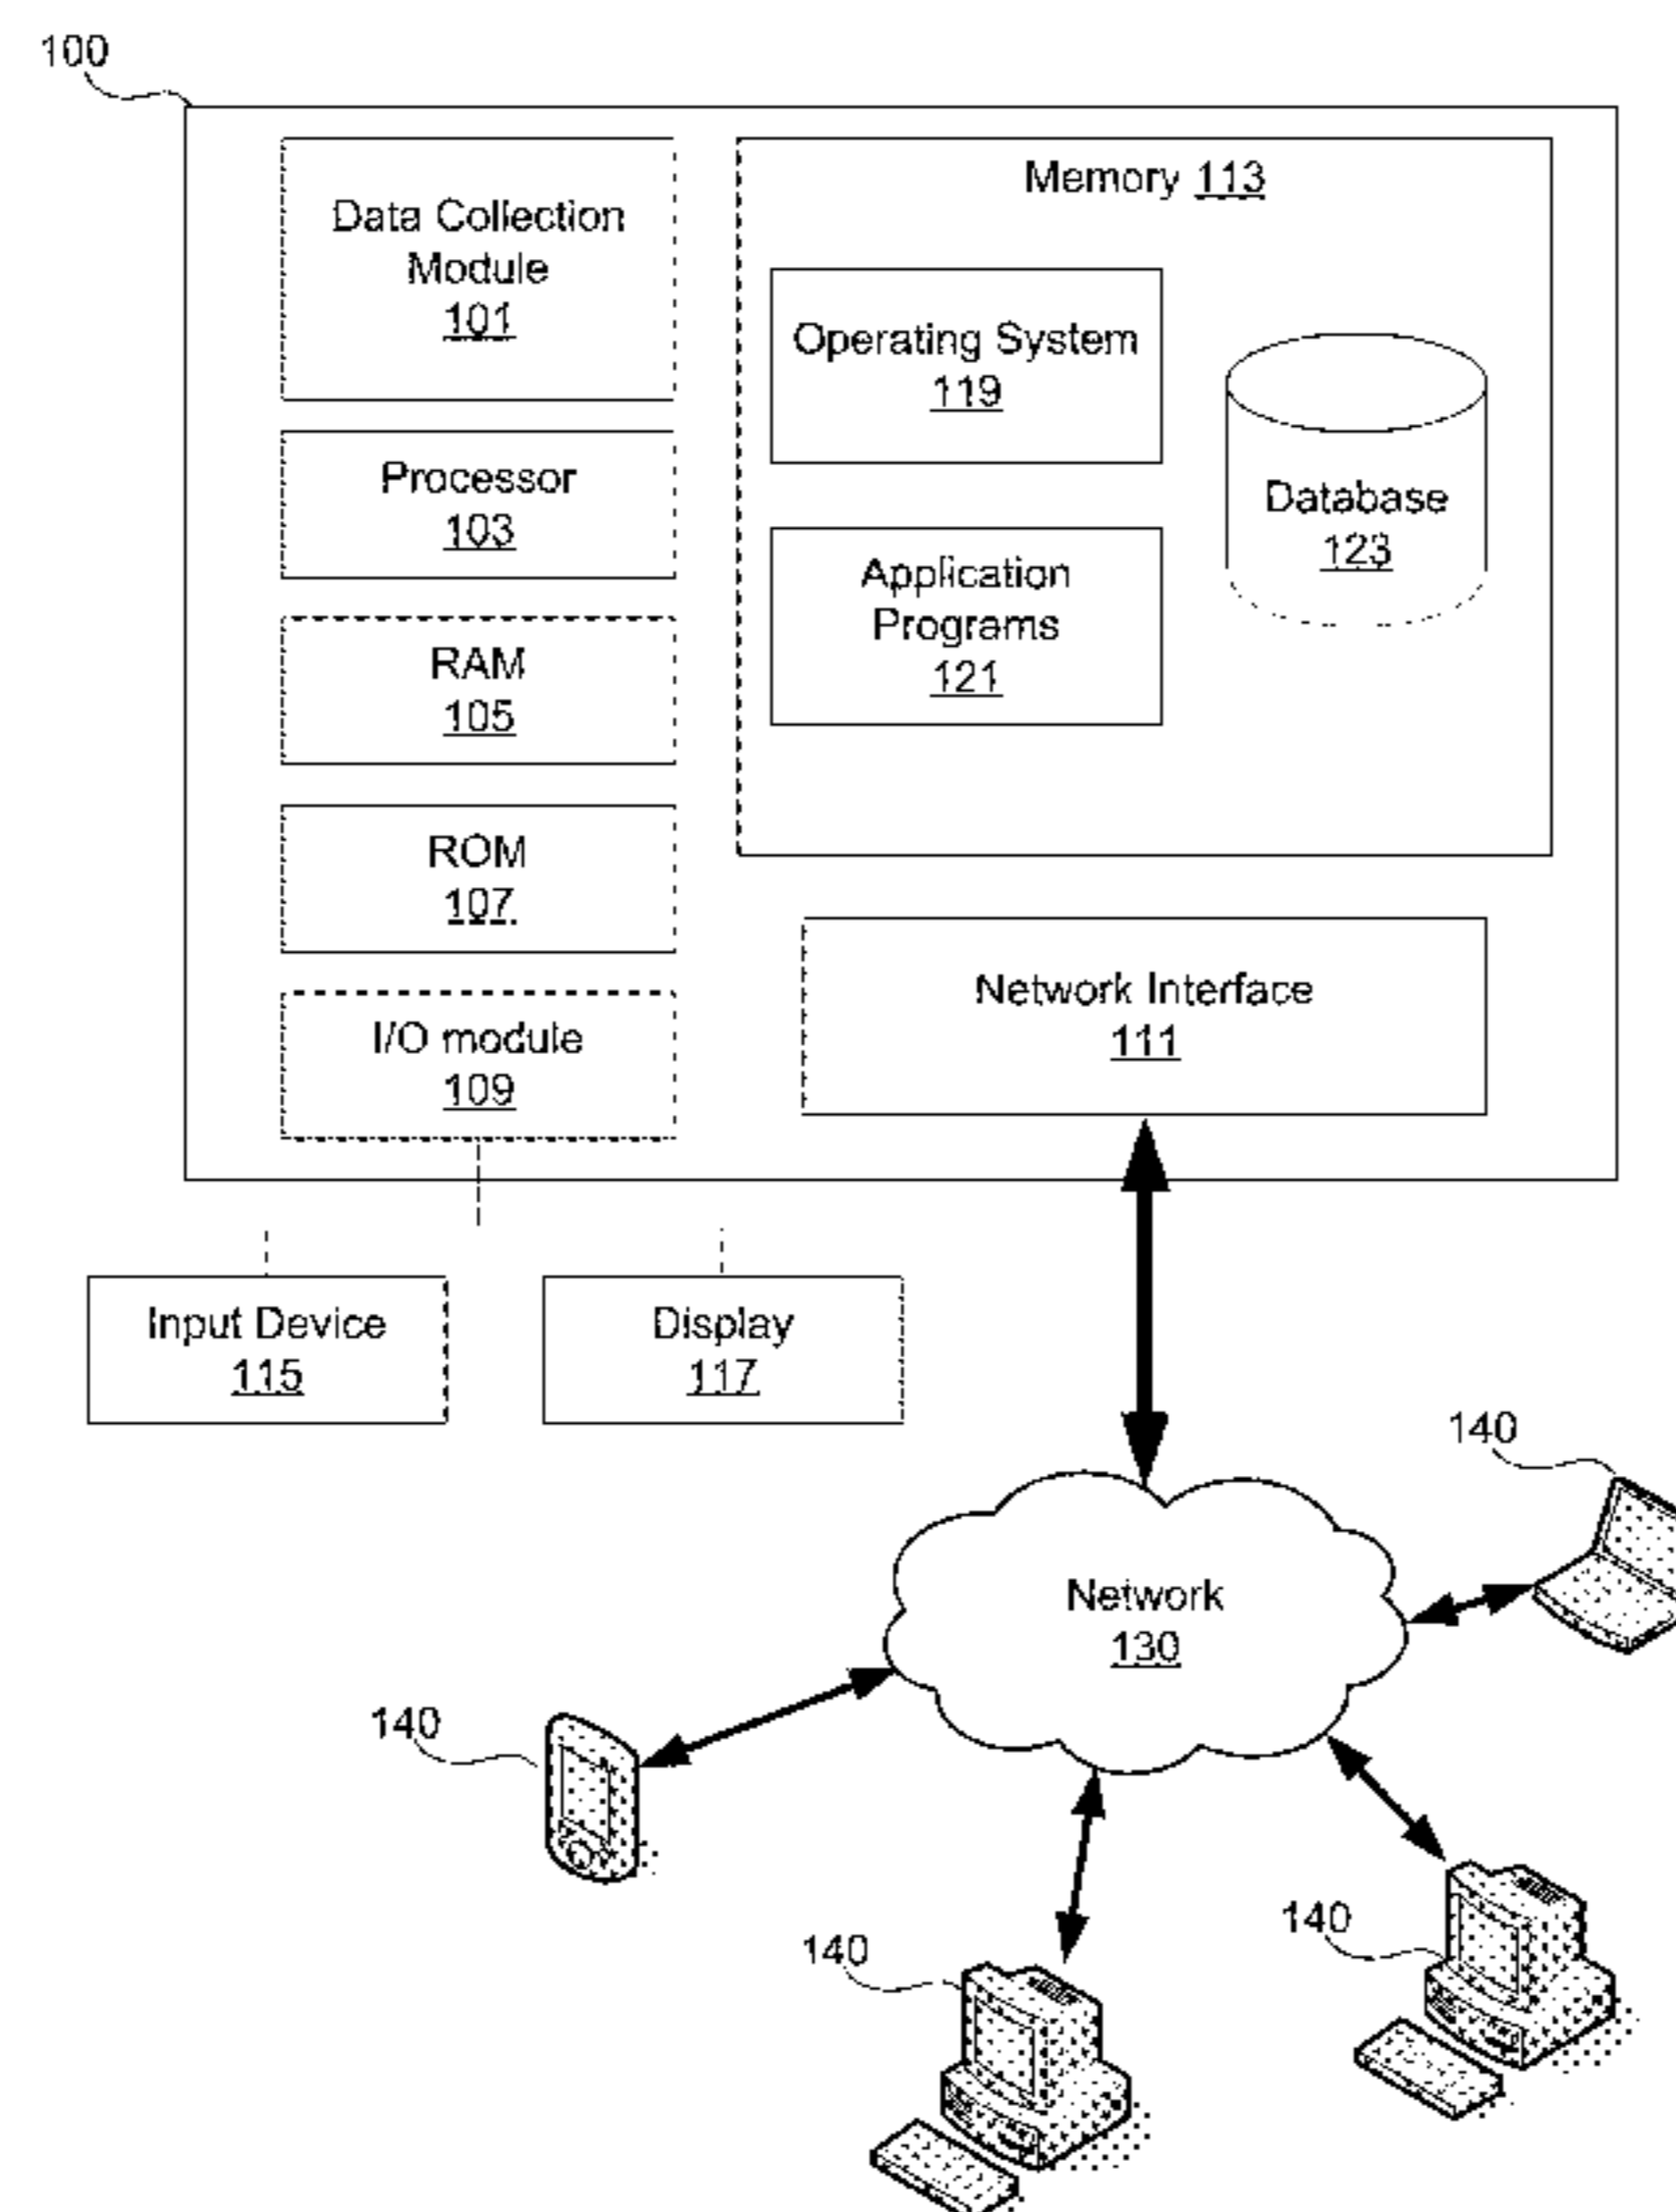 100
Data Collection
Module
101
Processor
103
RAM
105
ROM
107
I/O module
109
Memory 113
Operating System
119
Application
Programs
121
Database
123
Network Interface
111
Input Device
115
Display
117
Network
130
140
140
140
140